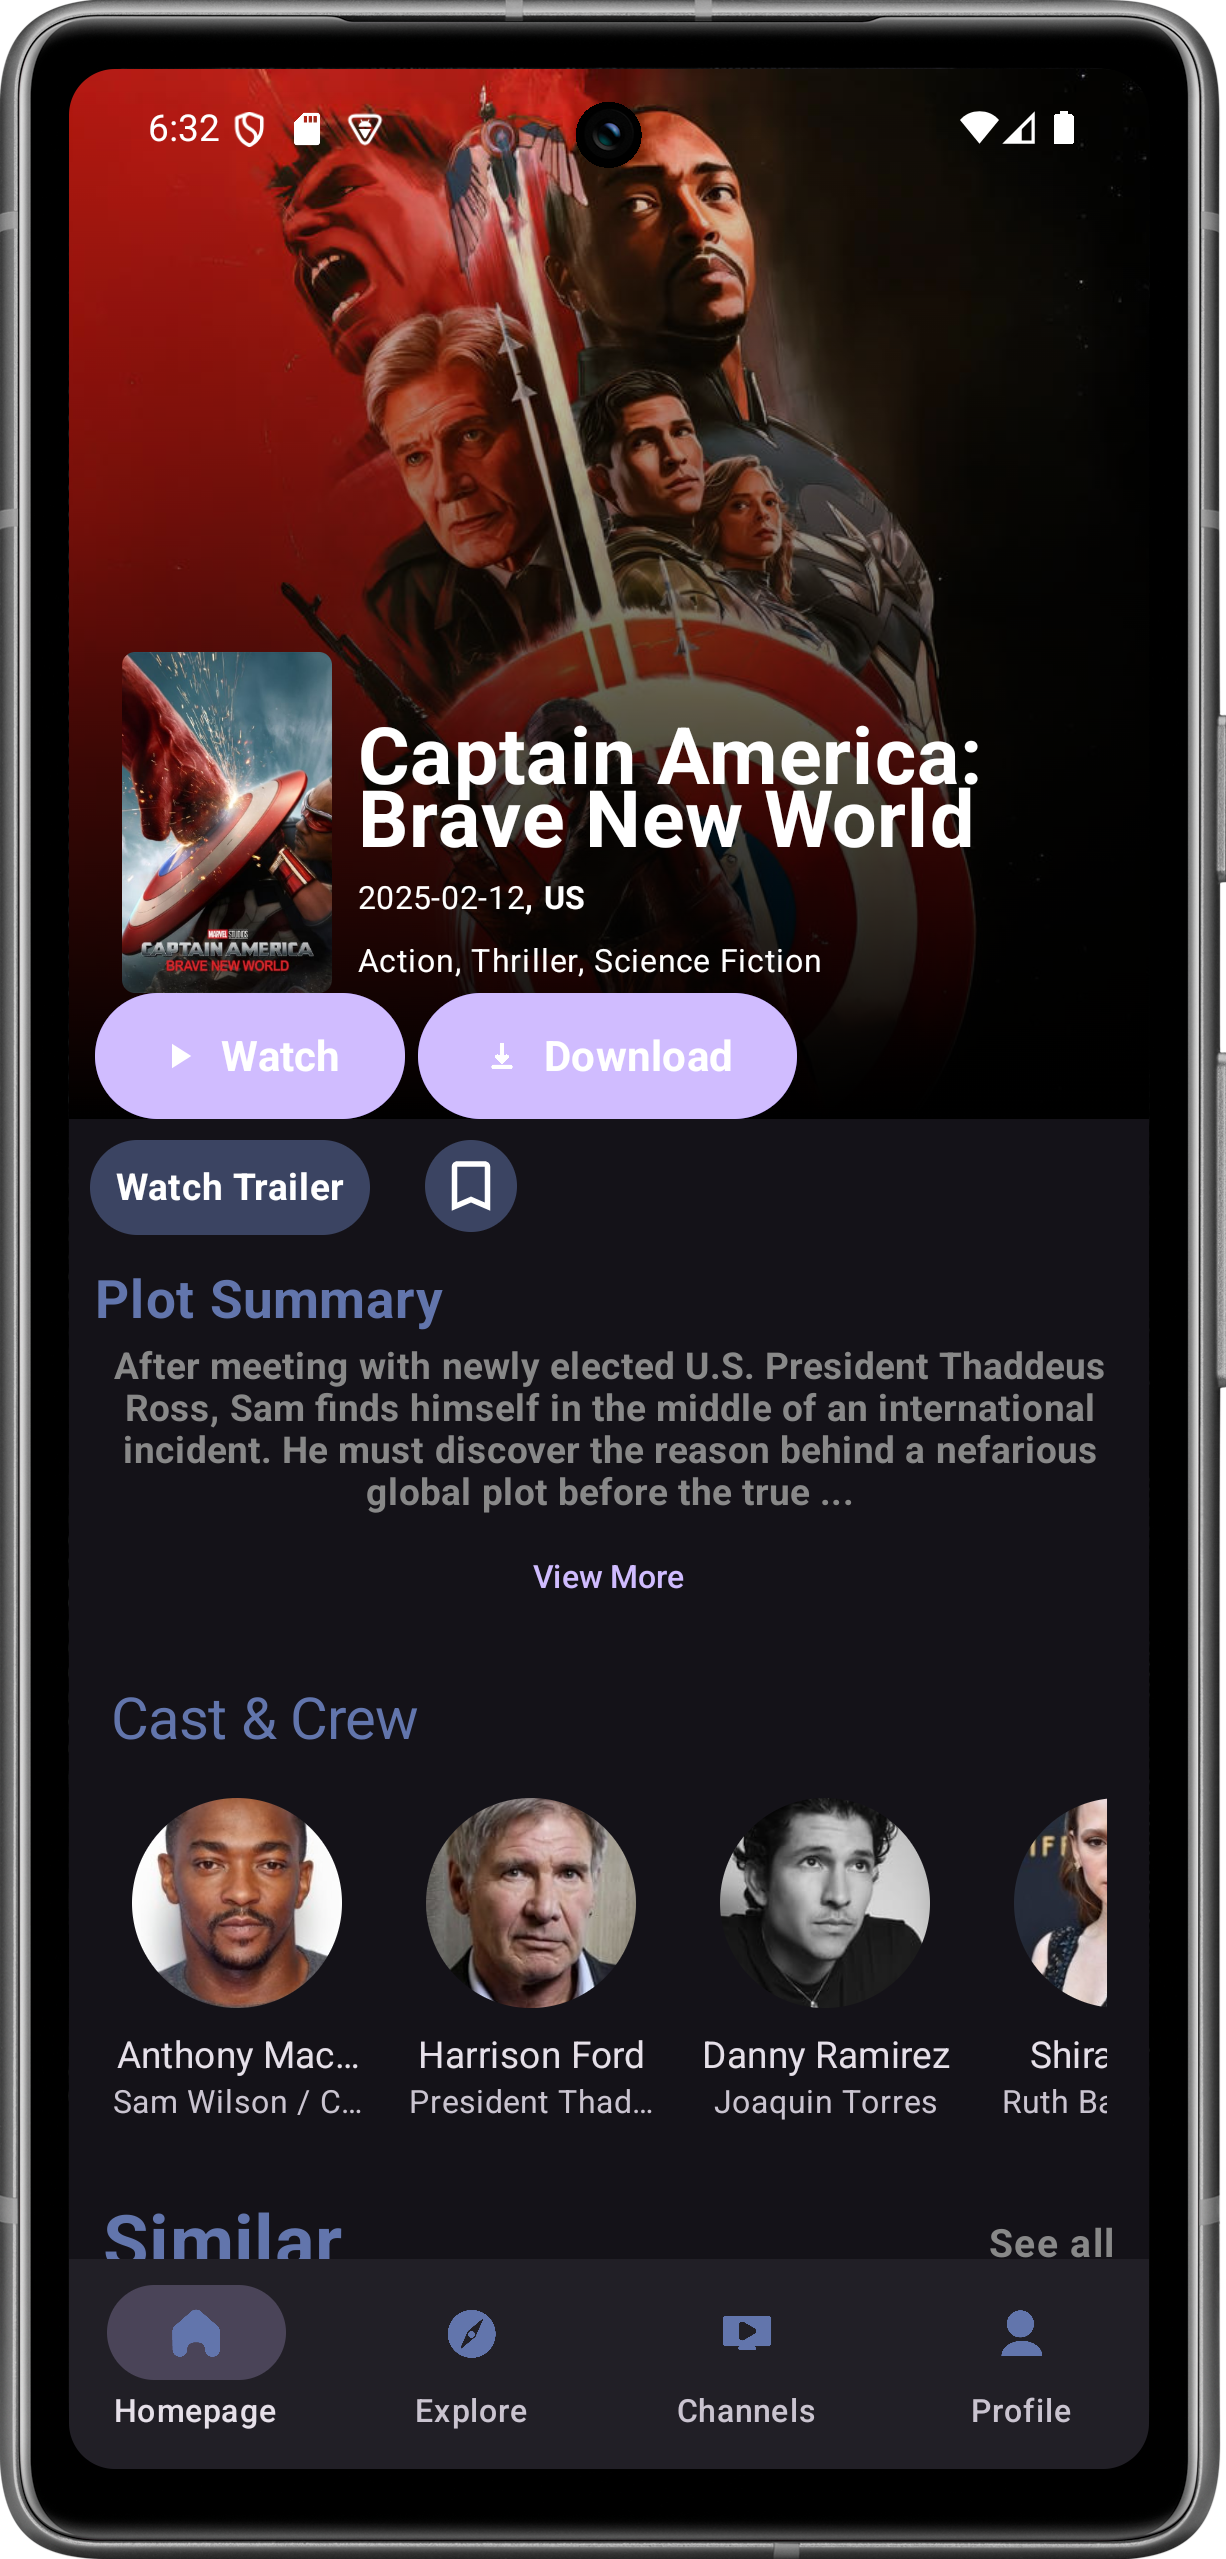 6:32
Captain America:
Brave New World
MARVEL STUDIOS
CAPTAIN AMERICA
BRAVE NEW WORLD
2025-02-12, US
Action, Thriller, Science Fiction
Watch
Download
Watch Trailer
Plot Summary
After meeting with newly elected U.S. President Thaddeus
Ross, Sam finds himself in the middle of an international
incident. He must discover the reason behind a nefarious
global plot before the true ...
View More
Cast & Crew
Anthony Mac... Harrison Ford Danny Ramirez Shira
Sam Wilson / C... President Thad... Joaquin Torres Ruth Ba
Similar See all
Homepage Explore Channels Profile